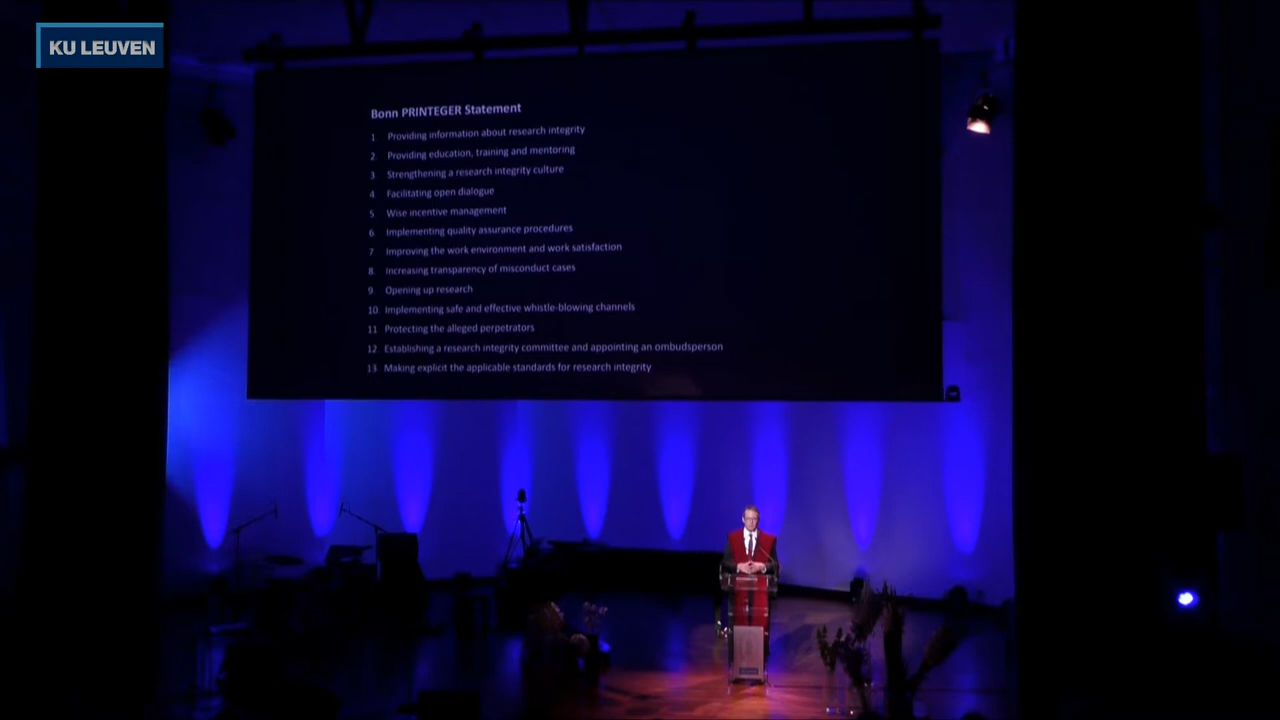 KU LEUVEN
Bonn PRINTEGER Statement
1 Providing information about research integrity
2 Providing education, training and mentoring
3 Strengthening a research integrity culture
4 Facilitating open dialogue
5 Wise incentive management
6 Implementing quality assurance procedures
7 Improving the work environment and work satisfaction
8 Increasing transparency of misconduct cases
9 Opening up research
10 Implementing safe and effective whistle-blowing channels
11 Protecting the alleged perpetrators
12 Establishing a research integrity committee and appointing an ombudsperson
13 Making explicit the applicable standards for research integrity